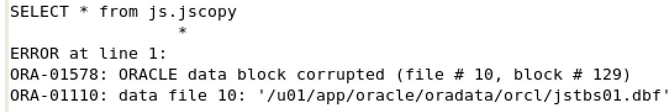 SELECT * from js.jscopy
*
ERROR at line 1:
ORA-01578: ORACLE data block corrupted (file # 10, block # 129)
ORA-01110: data file 10: '/u01/app/oracle/oradata/orcl/jstbs01.dbf'